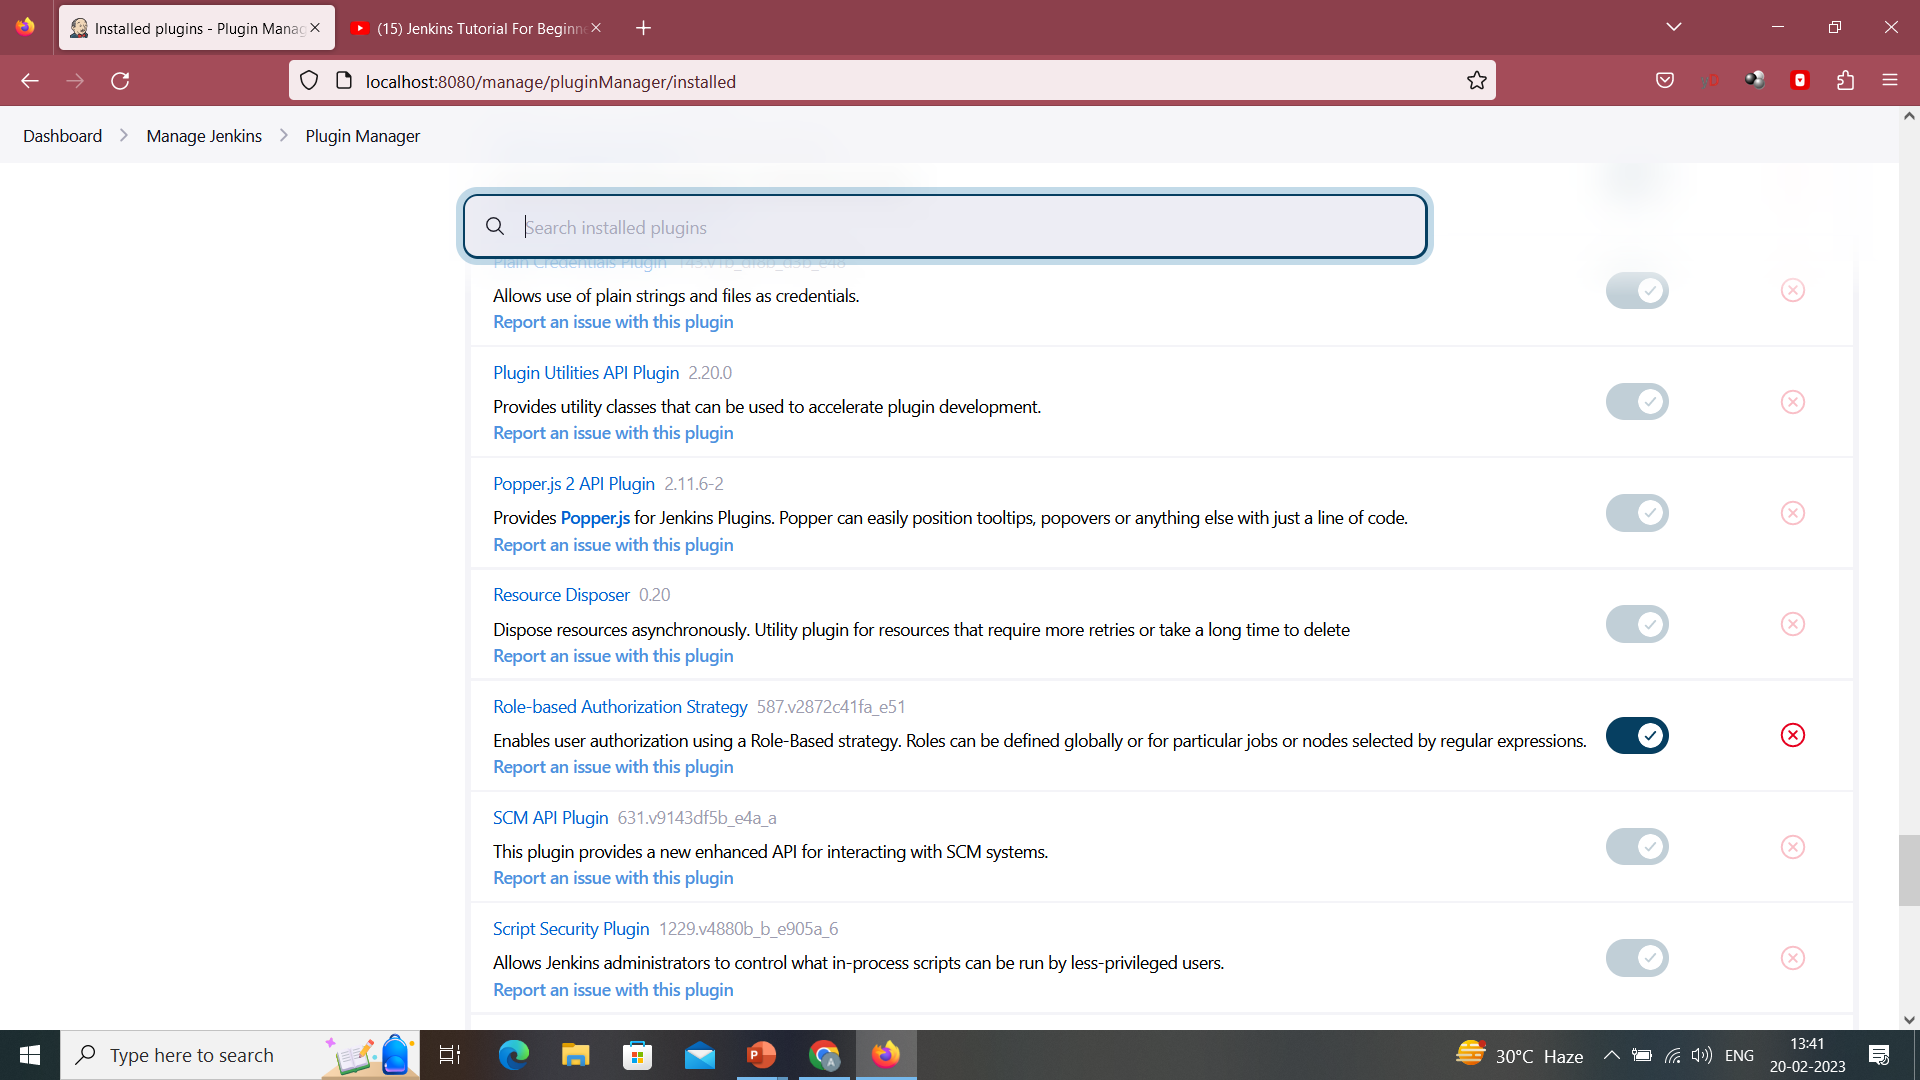 Installed plugins - Plugin Manag
(15) Jenkins Tutorial For Beginne
localhost:8080/manage/pluginManager/installed
Dashboard
Manage Jenkins
Plugin Manager
Search installed plugins
Plain Credentials Plugin
Allows use of plain strings and files as credentials.
Report an issue with this plugin
Plugin Utilities API Plugin 2.20.0
Provides utility classes that can be used to accelerate plugin development.
Report an issue with this plugin
Popper.js 2 API Plugin 2.11.6-2
Provides Popper.js for Jenkins Plugins. Popper can easily position tooltips, popovers or anything else with just a line of code.
Report an issue with this plugin
Resource Disposer 0.20
Dispose resources asynchronously. Utility plugin for resources that require more retries or take a long time to delete
Report an issue with this plugin
Role-based Authorization Strategy 587.v2872c41fa_e51
Enables user authorization using a Role-Based strategy. Roles can be defined globally or for particular jobs or nodes selected by regular expressions.
Report an issue with this plugin
SCM API Plugin 631.v9143df5b_e4a_a
This plugin provides a new enhanced API for interacting with SCM systems.
Report an issue with this plugin
Script Security Plugin 1229.v4880b_b_e905a_6
Allows Jenkins administrators to control what in-process scripts can be run by less-privileged users.
Report an issue with this plugin
Type here to search
30°C Haze
ENG
13:41
20-02-2023